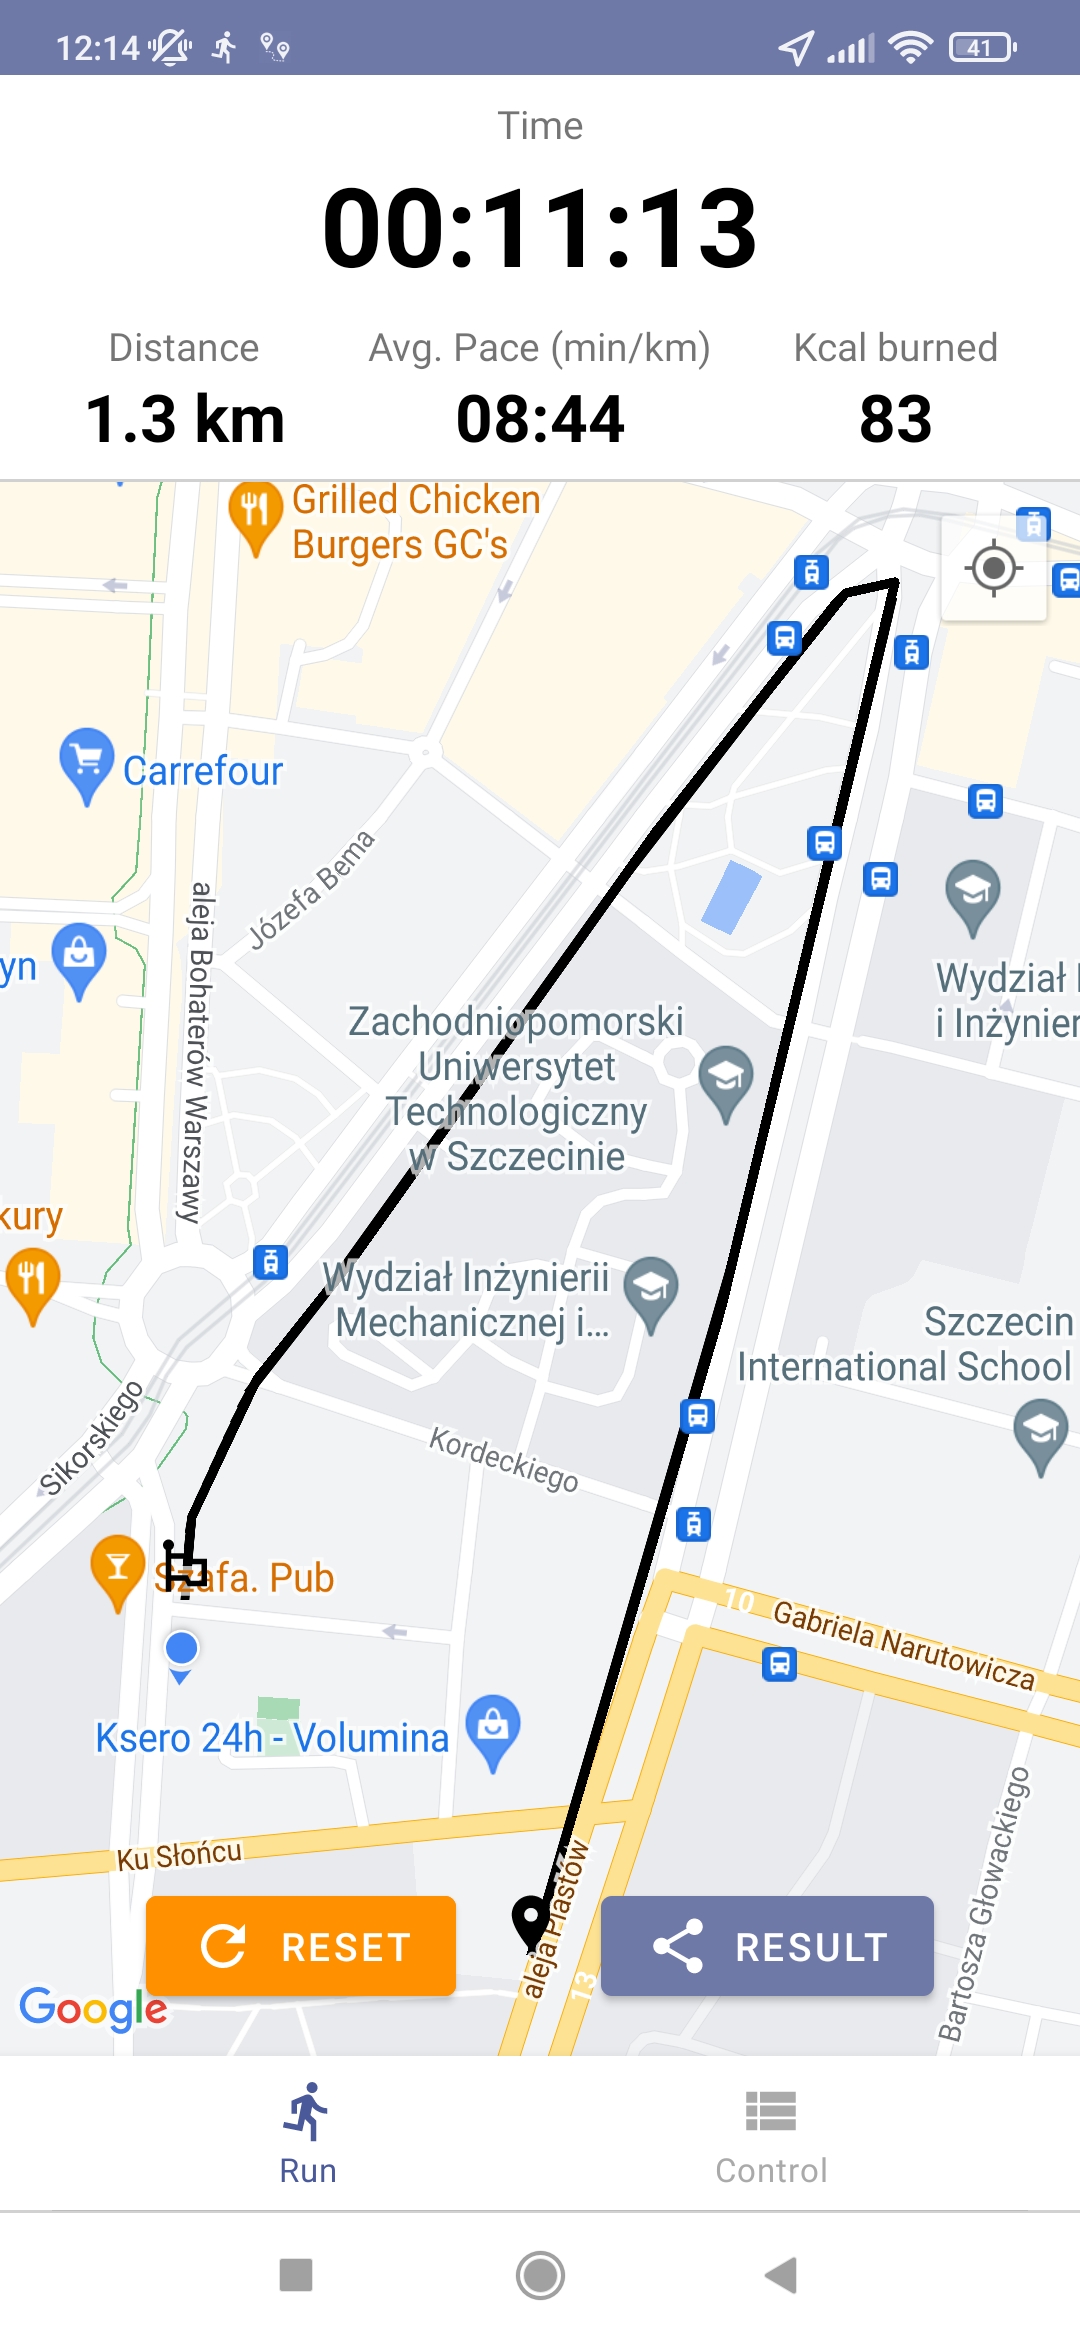 12:14
41
Time
00:11:13
Distance
Avg. Pace (min/km)
Kcal burned
1.3 km
08:44
83
Grilled Chicken
Burgers GC's
Carrefour
Józefa Bema
aleja Bohaterów Warszawy
yn
Wydział
i Inżynier
Zachodniopomorski
Uniwersytet
Technologiczny
w Szczecinie
kury
Wydział Inżynierii
Mechanicznej i...
Szczecin
International School
Sikorskiego
Kordeckiego
Szafa. Pub
10
Gabriela Narutowicza
Ksero 24h - Volumina
Ku Słońcu
aleja Piastów
13
Bartosza Głowackiego
RESET
RESULT
Google
Run
Control